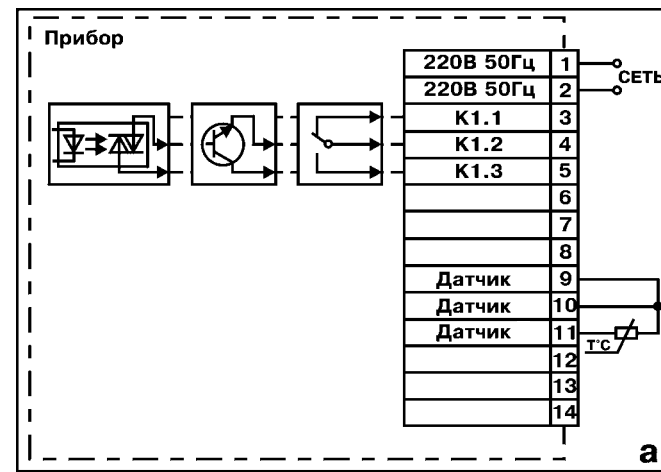 Прибор
220В 50Гц 1
220В 50Гц 2
СЕТЬ
К1.1 3
К1.2 4
К1.3 5
6
7
8
Датчик 9
Датчик 10
Датчик 11
T°C
12
13
14
а